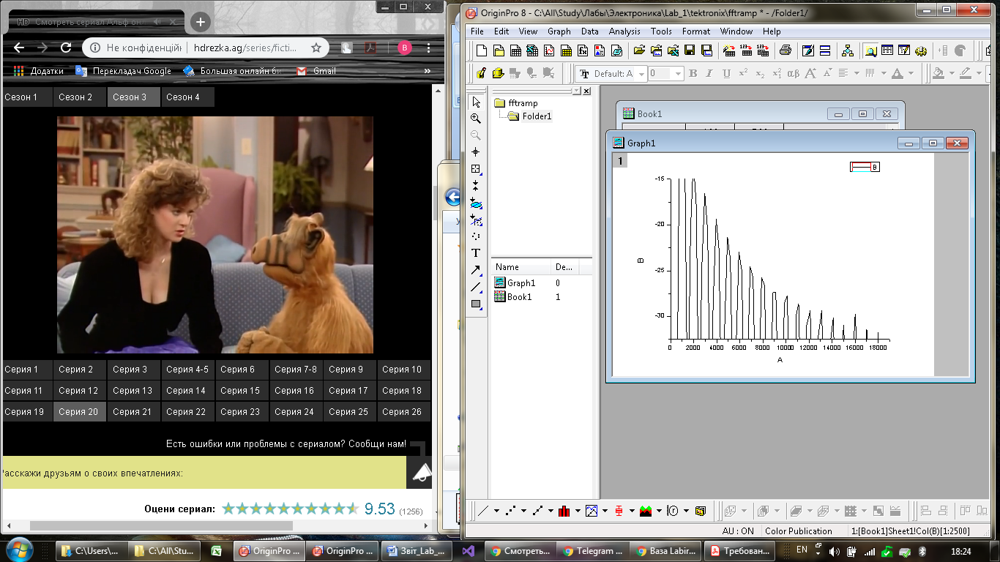 HD Смотреть сериал Альф онл
Не конфіденцій hdrezka.ag/series/ficti...
B
Додатки Перекладач Google Большая онлайн би Gmail »
Сезон 1 Сезон 2 Сезон 3 Сезон 4
Серия 1 Серия 2 Серия 3 Серия 4-5 Серия 6 Серия 7-8 Серия 9 Серия 10
Серия 11 Серия 12 Серия 13 Серия 14 Серия 15 Серия 16 Серия 17 Серия 18
Серия 19 Серия 20 Серия 21 Серия 22 Серия 23 Серия 24 Серия 25 Серия 26
Есть ошибки или проблемы с сериалом? Сообщи нам!
Расскажи друзьям о своих впечатлениях:
Оцени сериал: 9.53 (1256)
OriginPro 8 - C:\All\Study\Лабы\Электроника\Lab_1\tektronix\fftramp * - /Folder1/
File Edit View Graph Data Analysis Tools Format Window Help
Default: A 0 B I U x² x₂ αβ A A
fftramp
Folder1
Name De...
Graph1 0
Book1 1
Book1
Graph1
1
B
-15
-20
-25
-30
B
0 2000 4000 6000 8000 10000 12000 14000 16000 18000
A
AU : ON Color Publication 1:[Book1]Sheet1!Col(B)[1:2500]
C:\Users\... C:\All\Stu... OriginPro ... OriginPro ... Звіт_Lab_... Смотреть... Telegram ... База Labir... Требован... EN 18:24